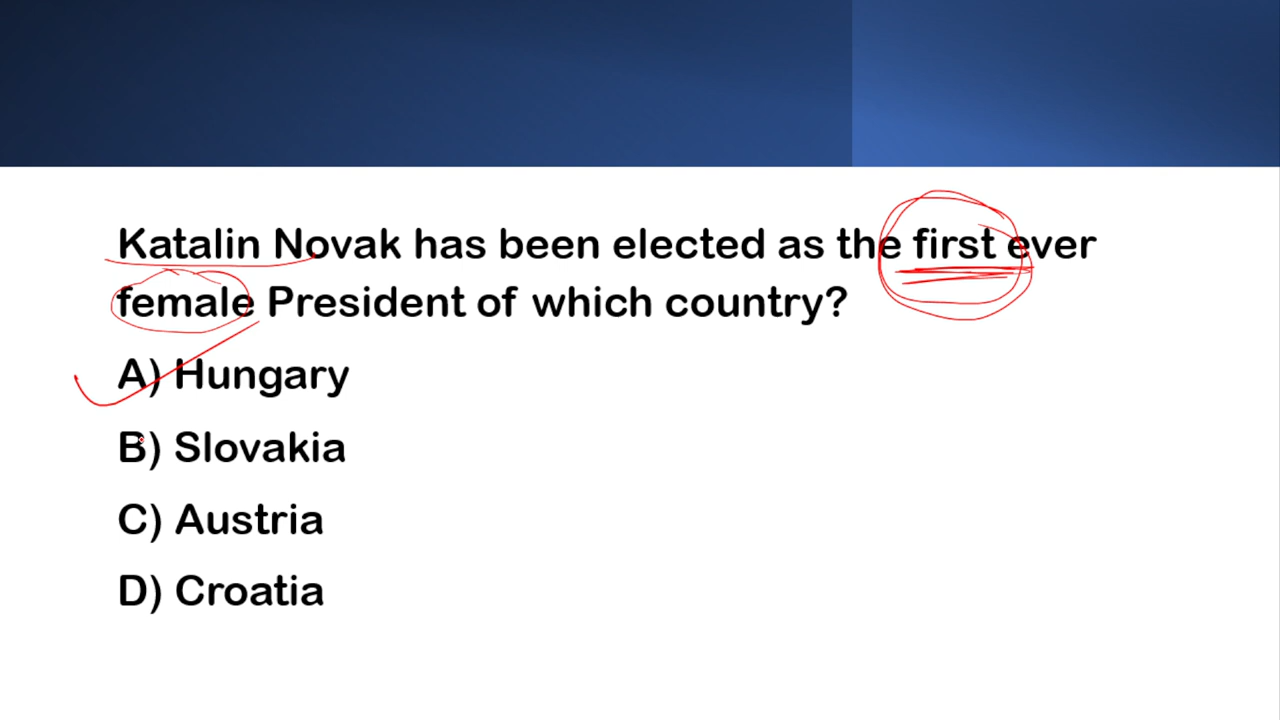 Katalin Novak has been elected as the first ever
female President of which country?
A) Hungary
B) Slovakia
C) Austria
D) Croatia